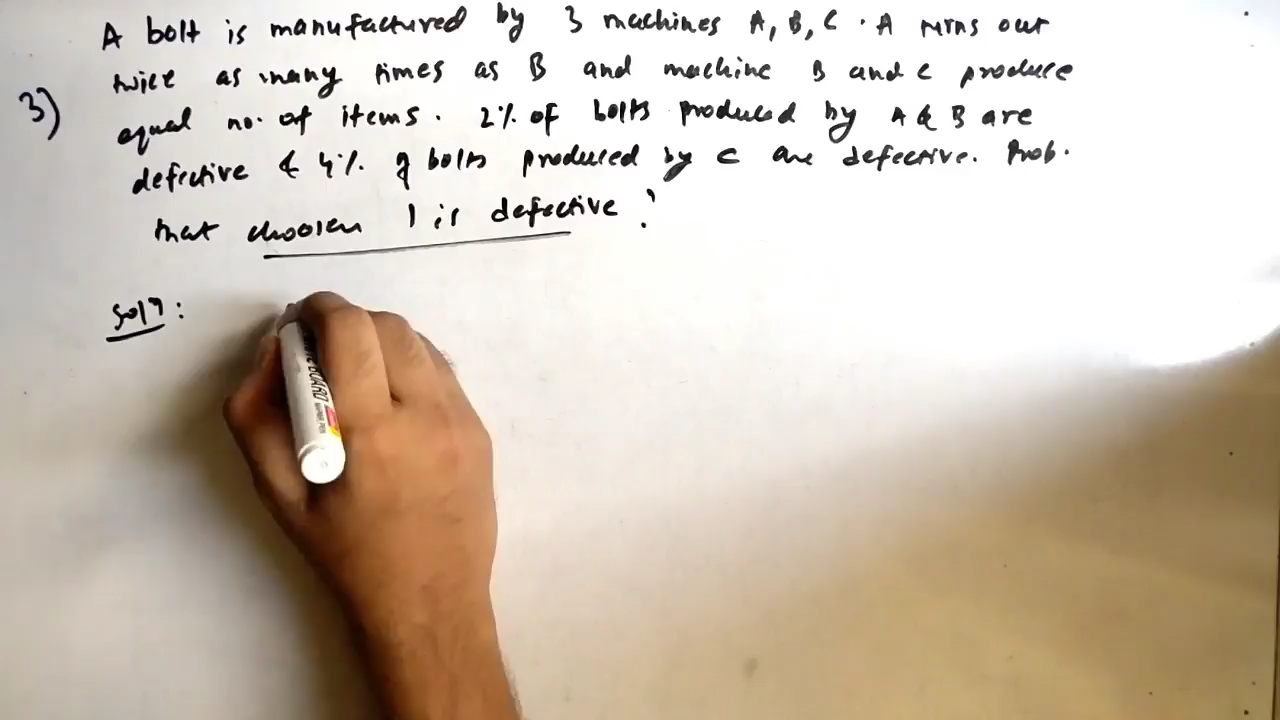 A bolt is manufactured by 3 machines A, B, C. A turns out
3) twice as many times as B and machine B and C produce
equal no. of items. 2% of bolts produced by A & B are
defective & 4% of bolts produced by C are defective. Prob.
that choosen 1 is defective?
Solⁿ: